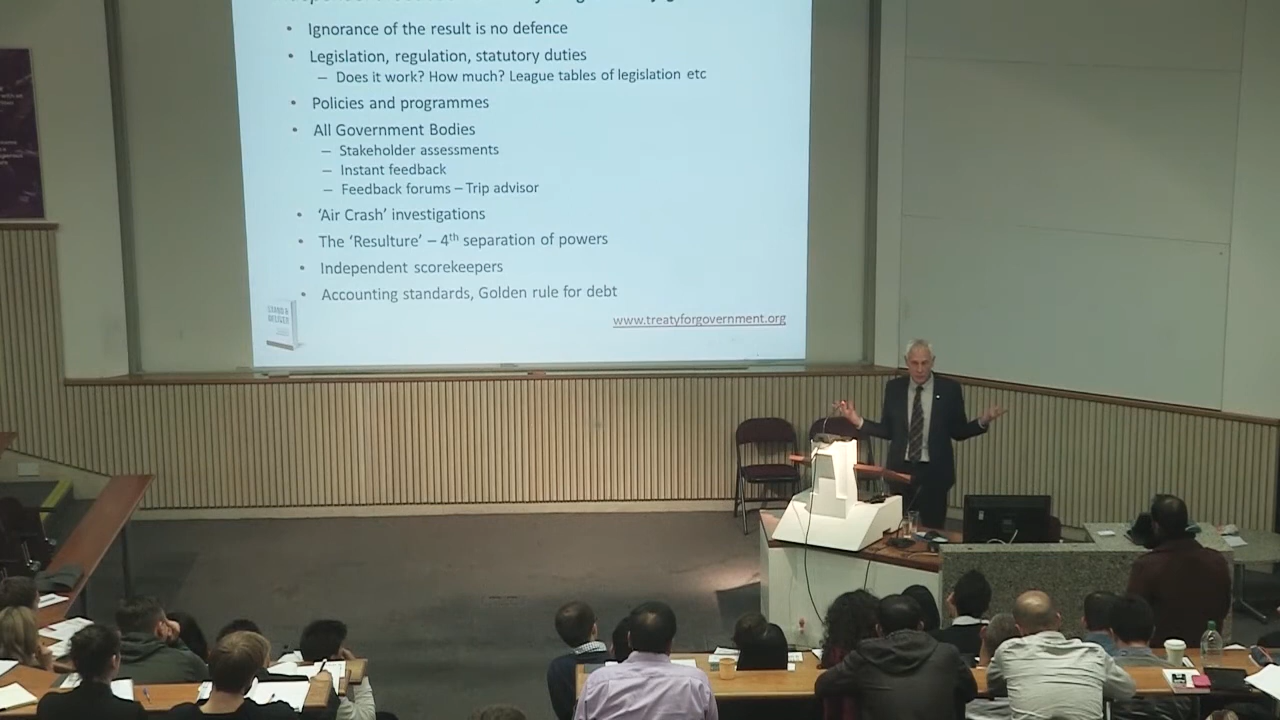 • Ignorance of the result is no defence
• Legislation, regulation, statutory duties
– Does it work? How much? League tables of legislation etc
• Policies and programmes
• All Government Bodies
– Stakeholder assessments
– Instant feedback
– Feedback forums – Trip advisor
• ‘Air Crash’ investigations
• The ‘Resulture’ – 4th separation of powers
• Independent scorekeepers
• Accounting standards, Golden rule for debt
STAND &
DELIVER
www.treatyforgovernment.org